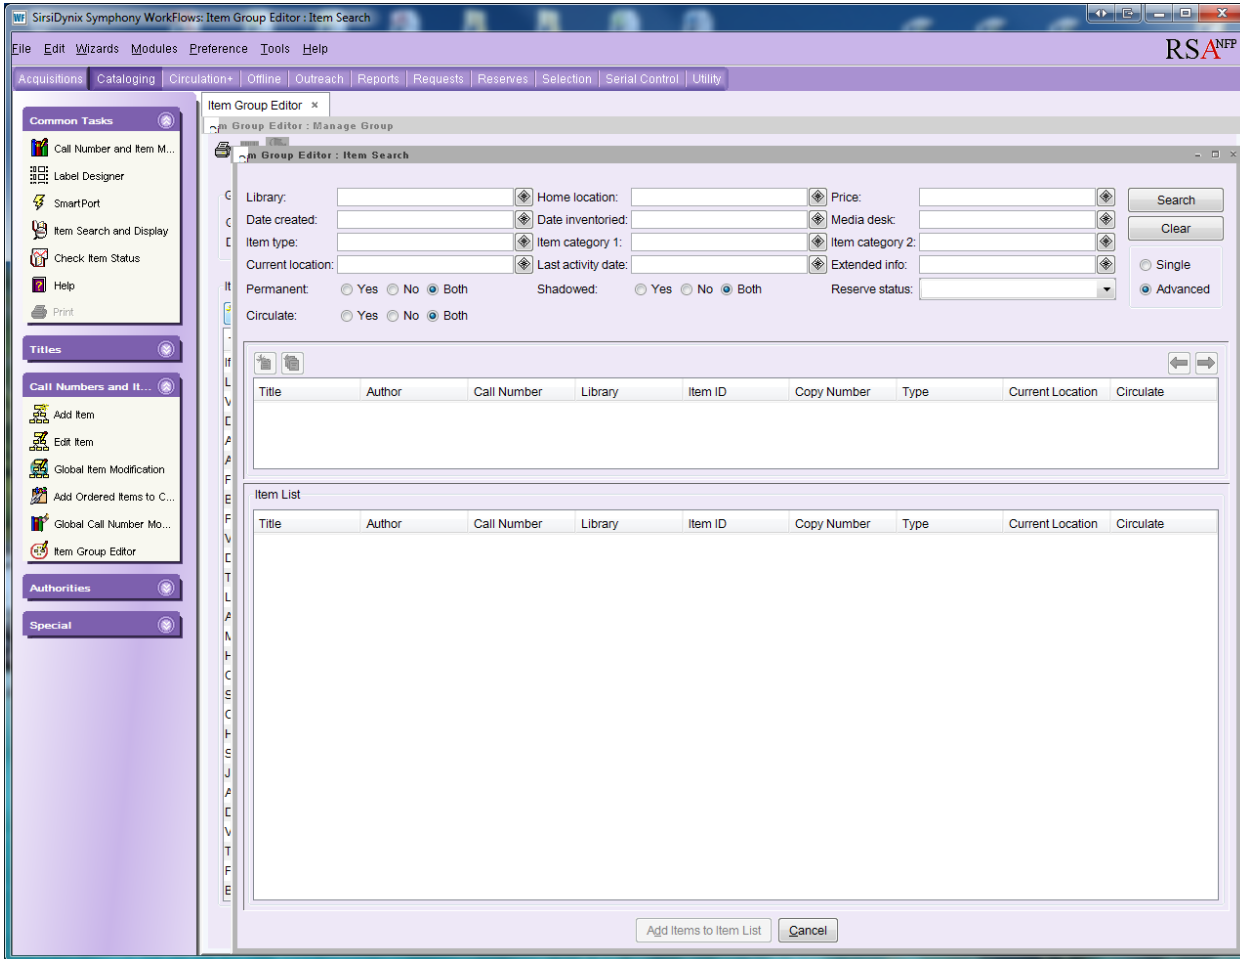 WF SirsiDynix Symphony WorkFlows: Item Group Editor : Item Search
File Edit Wizards Modules Preference Tools Help
RSA NFP
Acquisitions Cataloging Circulation+ Offline Outreach Reports Requests Reserves Selection Serial Control Utility
Common Tasks
Call Number and Item M...
Label Designer
SmartPort
Item Search and Display
Check Item Status
Help
Print
Titles
Call Numbers and It...
Add Item
Edit Item
Global Item Modification
Add Ordered Items to C...
Global Call Number Mo...
Item Group Editor
Authorities
Special
Item Group Editor ×
m Group Editor : Manage Group
m Group Editor : Item Search
Library: Home location: Price: Search
Date created: Date inventoried: Media desk: Clear
Item type: Item category 1: Item category 2:
Current location: Last activity date: Extended info: Single
Permanent: Yes No Both Shadowed: Yes No Both Reserve status: Advanced
Circulate: Yes No Both
Title Author Call Number Library Item ID Copy Number Type Current Location Circulate
Item List
Title Author Call Number Library Item ID Copy Number Type Current Location Circulate
Add Items to Item List Cancel